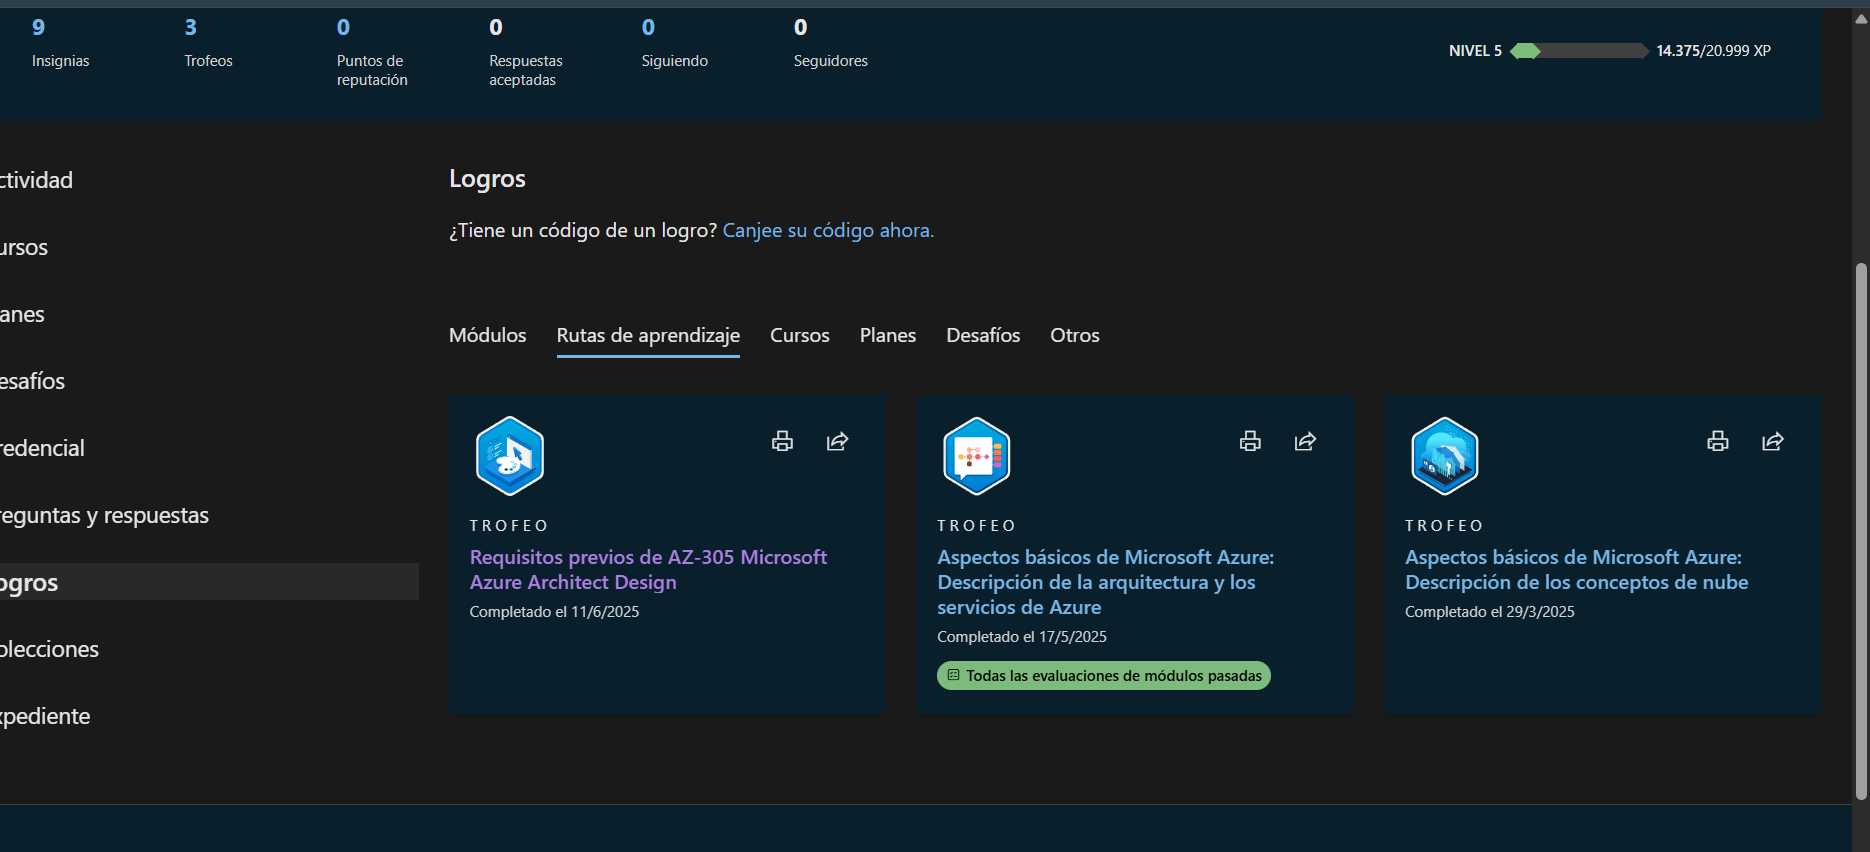 9
Insignias
3
Trofeos
0
Puntos de
reputación
0
Respuestas
aceptadas
0
Siguiendo
0
Seguidores
NIVEL 5
14.375/20.999 XP
ctividad
ursos
anes
esafíos
redencial
reguntas y respuestas
ogros
olecciones
xpediente
Logros
¿Tiene un código de un logro? Canjee su código ahora.
Módulos
Rutas de aprendizaje
Cursos
Planes
Desafíos
Otros
TROFEO
Requisitos previos de AZ-305 Microsoft
Azure Architect Design
Completado el 11/6/2025
TROFEO
Aspectos básicos de Microsoft Azure:
Descripción de la arquitectura y los
servicios de Azure
Completado el 17/5/2025
Todas las evaluaciones de módulos pasadas
TROFEO
Aspectos básicos de Microsoft Azure:
Descripción de los conceptos de nube
Completado el 29/3/2025